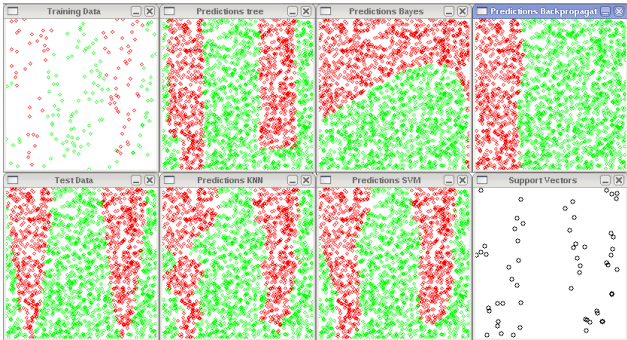 Training Data
Predictions tree
Predictions Bayes
Predictions Backpropagat
Test Data
Predictions KNN
Predictions SVM
Support Vectors